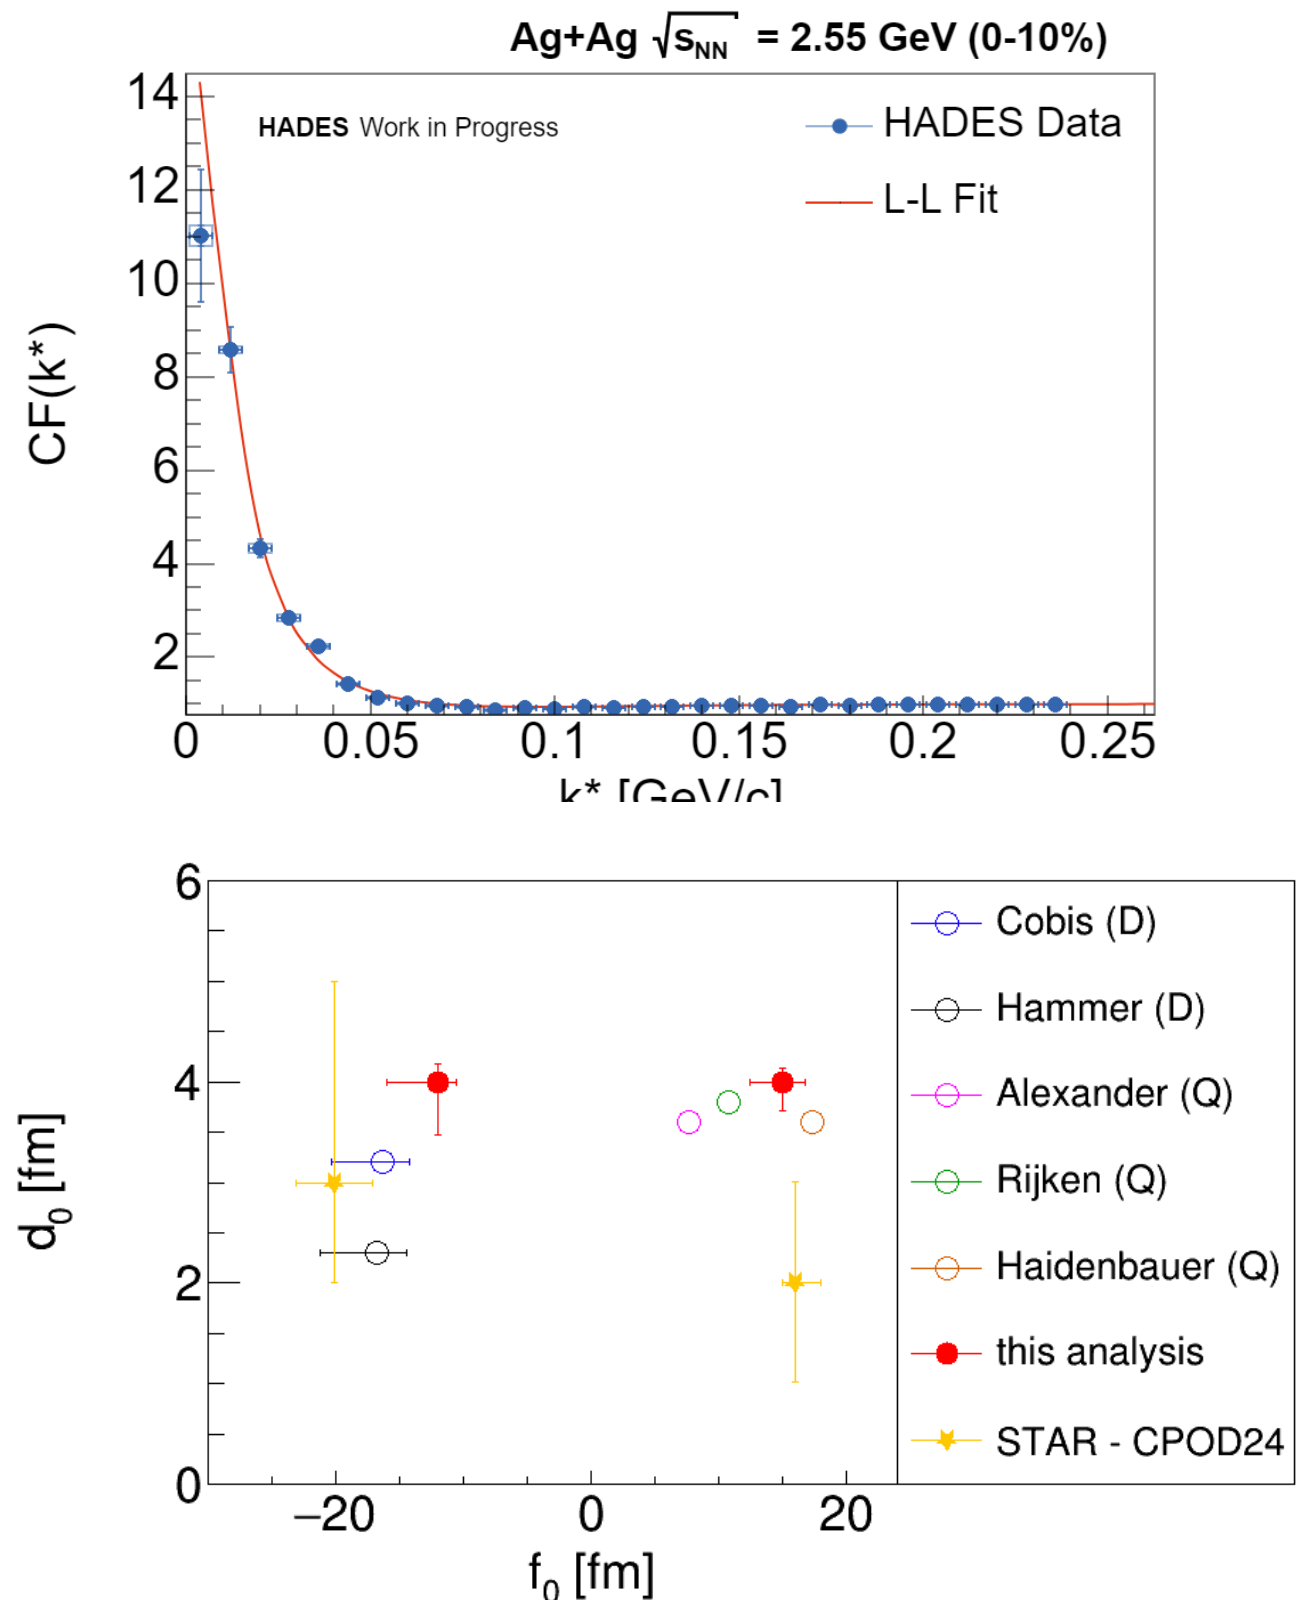 Ag+Ag √sNN = 2.55 GeV (0-10%)
14
12
10
8
6
4
2
CF(k*)
HADES Work in Progress
HADES Data
L-L Fit
0 0.05 0.1 0.15 0.2 0.25
k* [GeV/c]
6
4
2
0
d0 [fm]
−20 0 20
f0 [fm]
Cobis (D)
Hammer (D)
Alexander (Q)
Rijken (Q)
Haidenbauer (Q)
this analysis
STAR - CPOD24